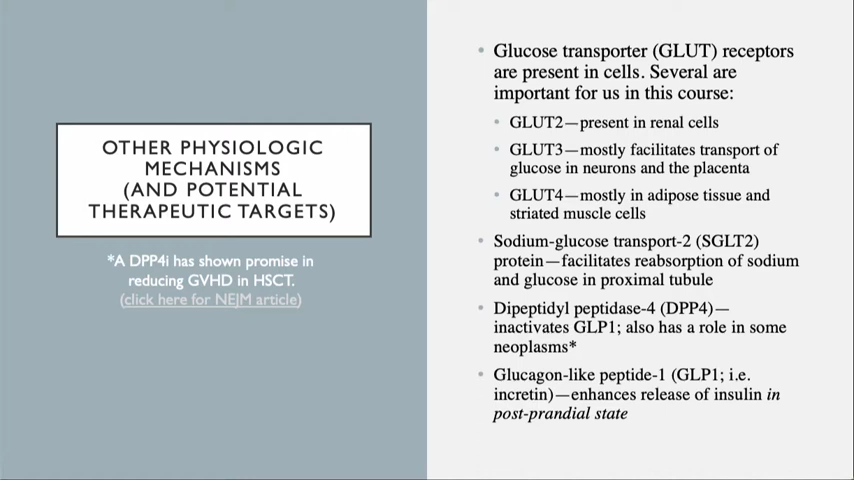 OTHER PHYSIOLOGIC
MECHANISMS
(AND POTENTIAL
THERAPEUTIC TARGETS)
*A DPP4i has shown promise in
reducing GVHD in HSCT.
(click here for NEJM article)
• Glucose transporter (GLUT) receptors
are present in cells. Several are
important for us in this course:
• GLUT2—present in renal cells
• GLUT3—mostly facilitates transport of
glucose in neurons and the placenta
• GLUT4—mostly in adipose tissue and
striated muscle cells
• Sodium-glucose transport-2 (SGLT2)
protein—facilitates reabsorption of sodium
and glucose in proximal tubule
• Dipeptidyl peptidase-4 (DPP4)—
inactivates GLP1; also has a role in some
neoplasms*
• Glucagon-like peptide-1 (GLP1; i.e.
incretin)—enhances release of insulin in
post-prandial state